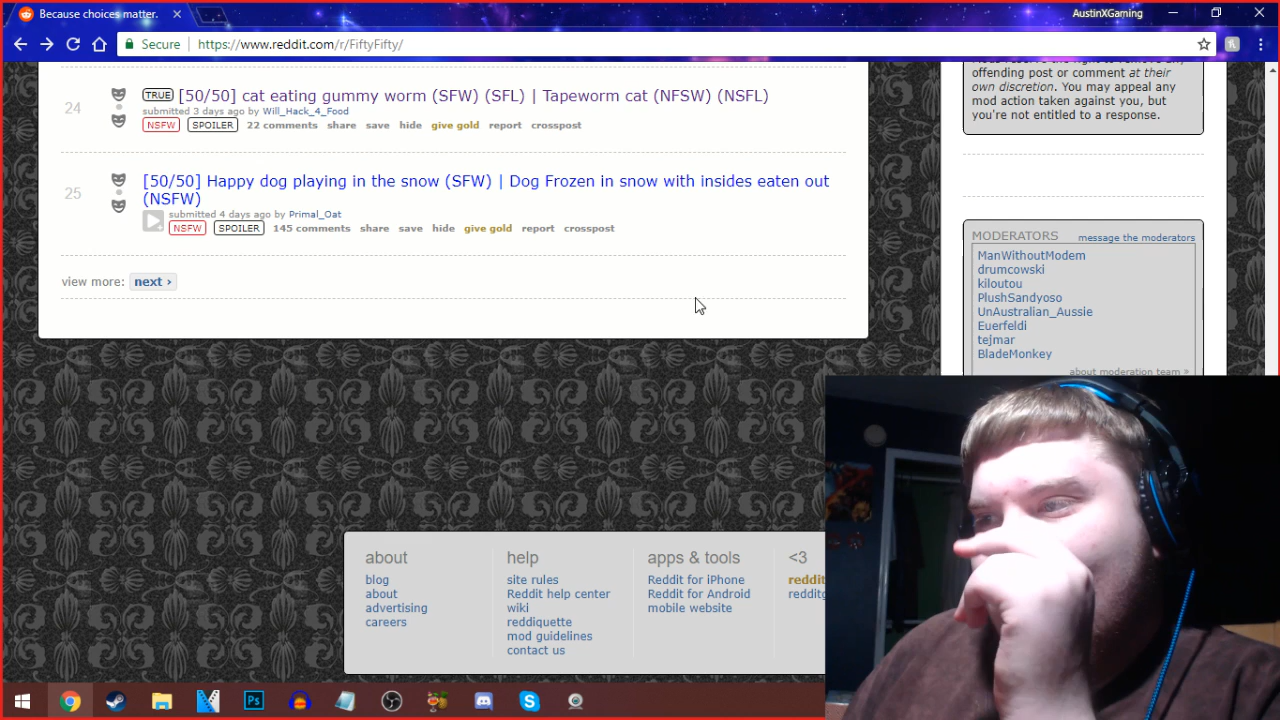 Because choices matter.
AustinXGaming
Secure https://www.reddit.com/r/FiftyFifty/
24
TRUE [50/50] cat eating gummy worm (SFW) (SFL) | Tapeworm cat (NFSW) (NSFL)
submitted 3 days ago by Will_Hack_4_Food
NSFW SPOILER 22 comments share save hide give gold report crosspost
25
[50/50] Happy dog playing in the snow (SFW) | Dog Frozen in snow with insides eaten out
(NSFW)
submitted 4 days ago by Primal_Oat
NSFW SPOILER 145 comments share save hide give gold report crosspost
view more: next ›
offending post or comment at their
own discretion. You may appeal any
mod action taken against you, but
you're not entitled to a response.
MODERATORS message the moderators
ManWithoutModem
drumcowski
kiloutou
PlushSandyoso
UnAustralian_Aussie
Euerfeldi
tejmar
BladeMonkey
about moderation team »
about
blog
about
advertising
careers
help
site rules
Reddit help center
wiki
reddiquette
mod guidelines
contact us
apps & tools
Reddit for iPhone
Reddit for Android
mobile website
<3
reddit
redditg
Ps